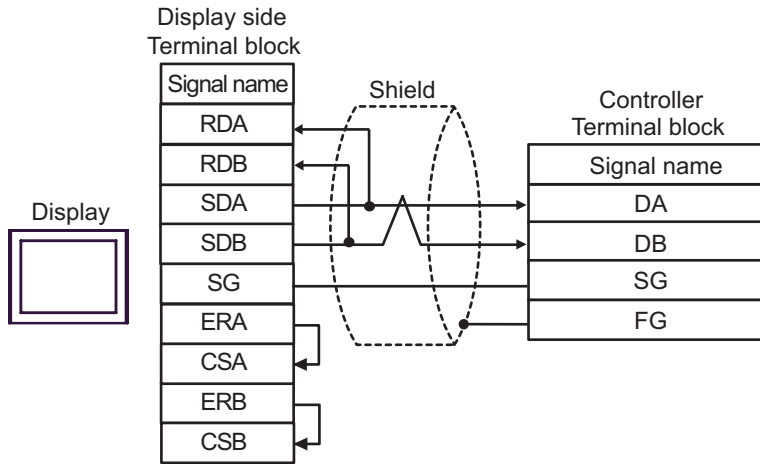 Display side
Terminal block
Signal name
RDA
RDB
SDA
SDB
SG
ERA
CSA
ERB
CSB
Display
Shield
Controller
Terminal block
Signal name
DA
DB
SG
FG